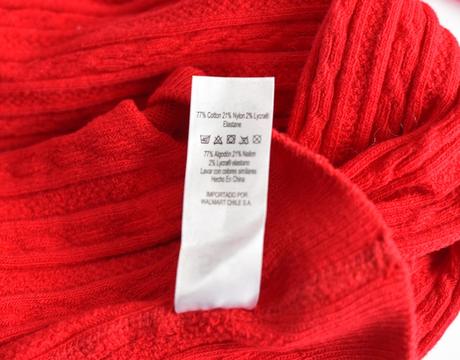 77% Cotton 21% Nylon 2% Lycra®
Elastane
77% Algodón 21% Nailon
2% Lycra® elastano
Lavar con colores similares
Hecho En China
IMPORTADO POR
WALMART CHILE S.A.